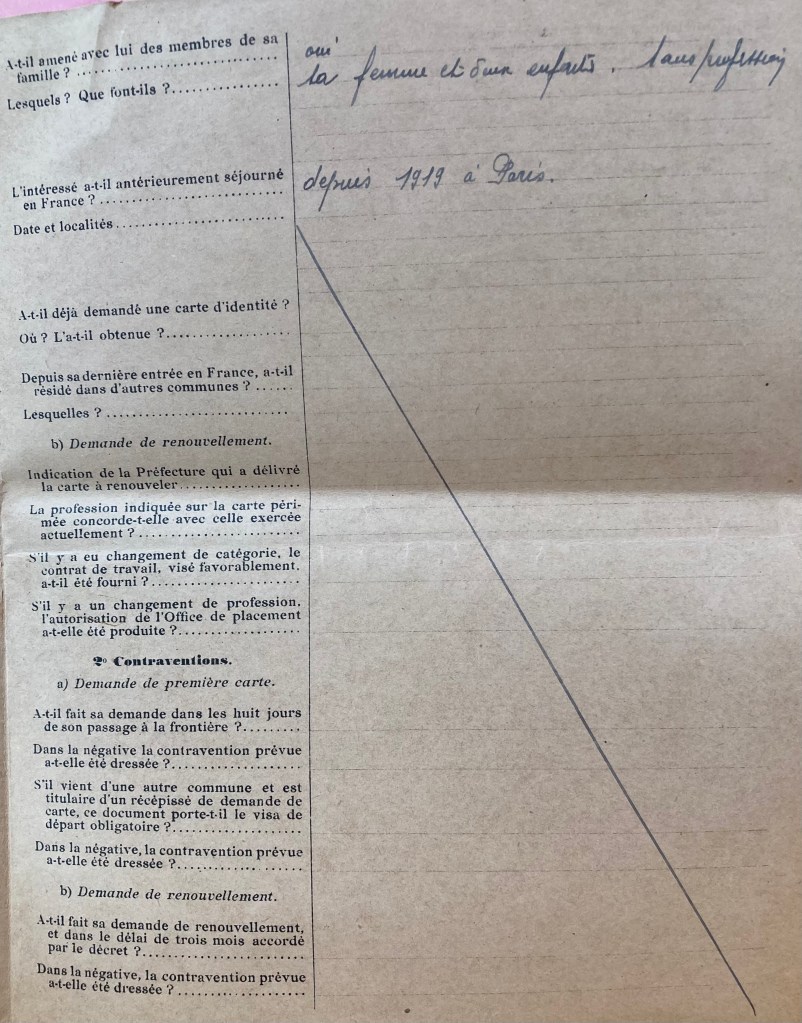 A-t-il amené avec lui des membres de sa
famille ? ..............................
oui
Lesquels ? Que font-ils ?................
sa femme et deux enfants. sans profession
L'intéressé a-t-il antérieurement séjourné
en France ? ...........................
depuis 1919 à Paris.
Date et localités.........................
A-t-il déjà demandé une carte d'identité ?
Où ? L'a-t-il obtenue ?...................
Depuis sa dernière entrée en France, a-t-il
résidé dans d'autres communes ? ......
Lesquelles ? ...........................
b) Demande de renouvellement.
Indication de la Préfecture qui a délivré
la carte à renouveler..................
La profession indiquée sur la carte péri-
mée concorde-t-elle avec celle exercée
actuellement ? ........................
S'il y a eu changement de catégorie, le
contrat de travail, visé favorablement,
a-t-il été fourni ?......................
S'il y a un changement de profession,
l'autorisation de l'Office de placement
a-t-elle été produite ?...................
2° Contraventions.
a) Demande de première carte.
A-t-il fait sa demande dans les huit jours
de son passage à la frontière ?.........
Dans la négative la contravention prévue
a-t-elle été dressée ?....................
S'il vient d'une autre commune et est
titulaire d'un récépissé de demande de
carte, ce document porte-t-il le visa de
départ obligatoire ?....................
Dans la négative, la contravention prévue
a-t-elle été dressée ?....................
b) Demande de renouvellement.
A-t-il fait sa demande de renouvellement,
et dans le délai de trois mois accordé
par le décret ?.........................
Dans la négative, la contravention prévue
a-t-elle été dressée ? ...................